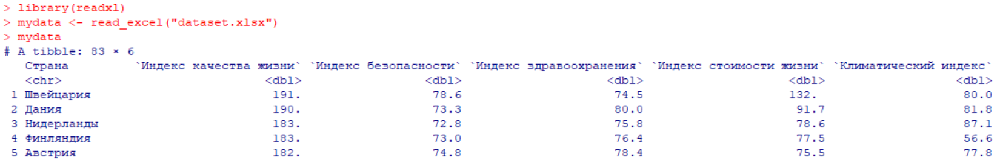 > library(readxl)
> mydata <- read_excel("dataset.xlsx")
> mydata
# A tibble: 83 × 6
Страна `Индекс качества жизни` `Индекс безопасности` `Индекс здравоохранения` `Индекс стоимости жизни` `Климатический индекс`
<chr> <dbl> <dbl> <dbl> <dbl> <dbl>
1 Швейцария 191. 78.6 74.5 132. 80.0
2 Дания 190. 73.3 80.0 91.7 81.8
3 Нидерланды 183. 72.8 75.8 78.6 87.1
4 Финляндия 183. 73.0 76.4 77.5 56.6
5 Австрия 182. 74.8 78.4 75.5 77.8